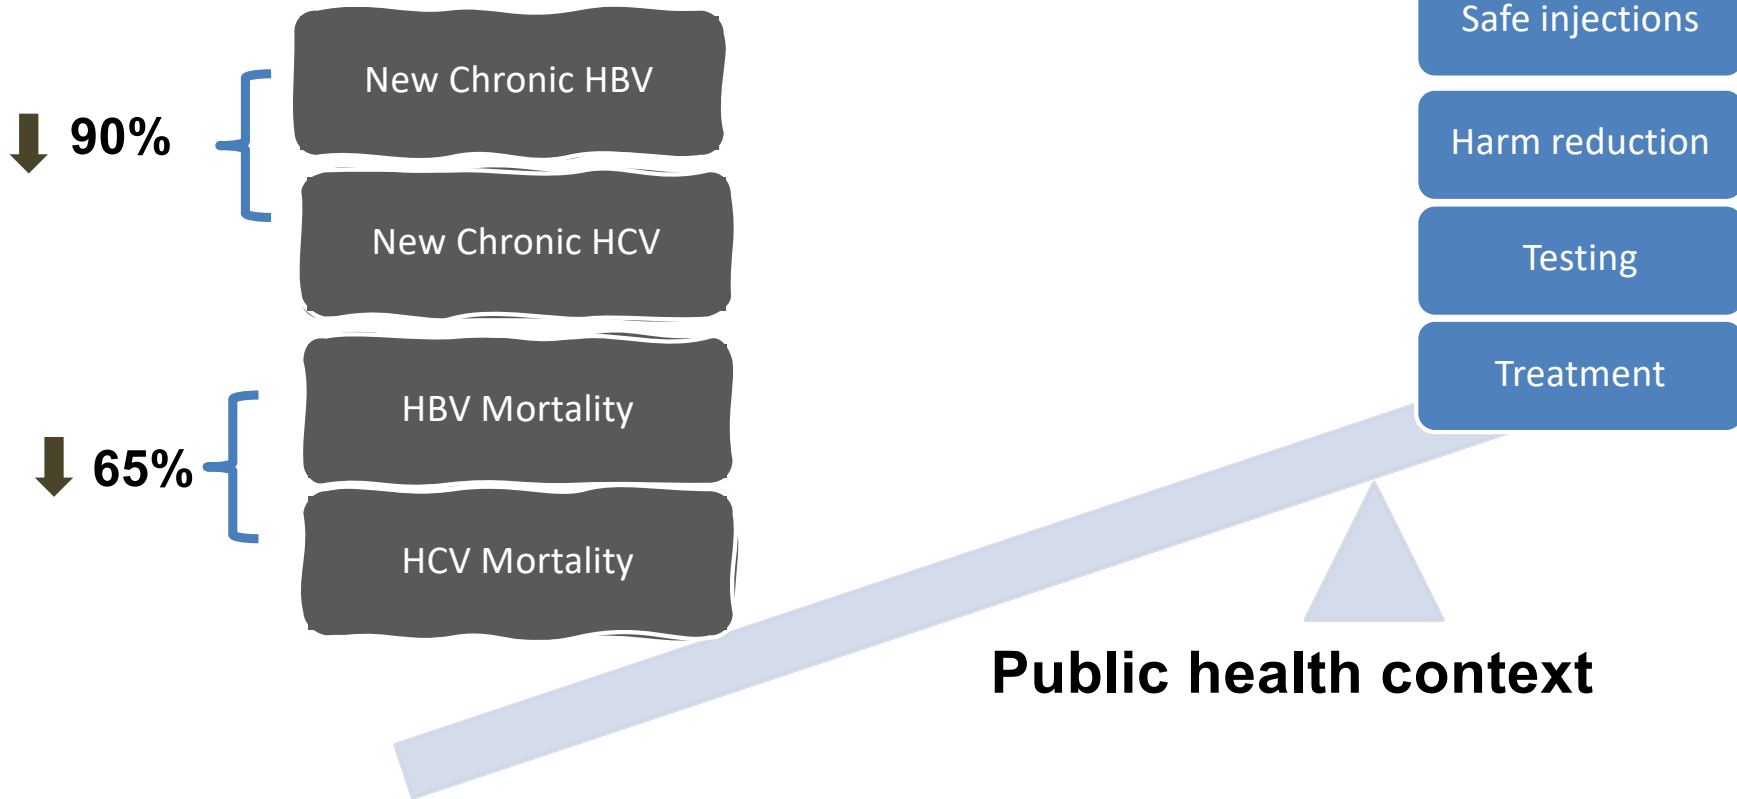 90%
New Chronic HBV
New Chronic HCV
65%
HBV Mortality
HCV Mortality
Safe injections
Harm reduction
Testing
Treatment
Public health context